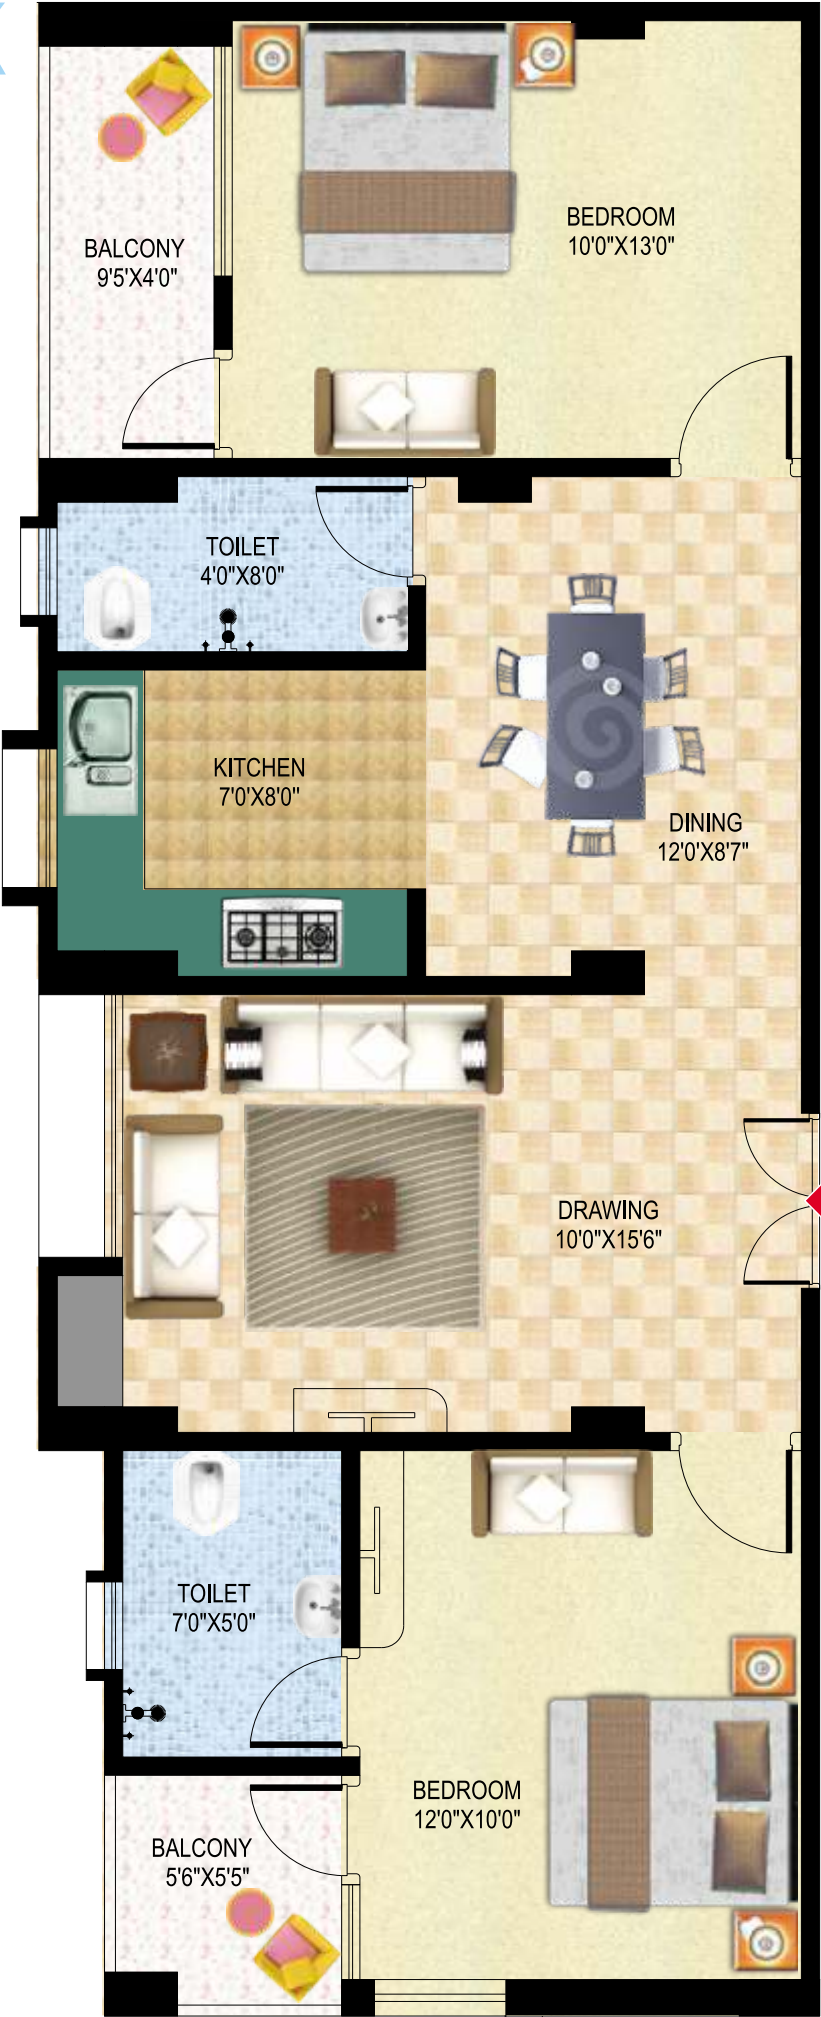 BEDROOM
10'0"X13'0"
BALCONY
9'5'X4'0"
TOILET
4'0"X8'0"
KITCHEN
7'0'X8'0"
DINING
12'0'X8'7"
DRAWING
10'0"X15'6"
TOILET
7'0"X5'0"
BEDROOM
12'0"X10'0"
BALCONY
5'6"X5'5"